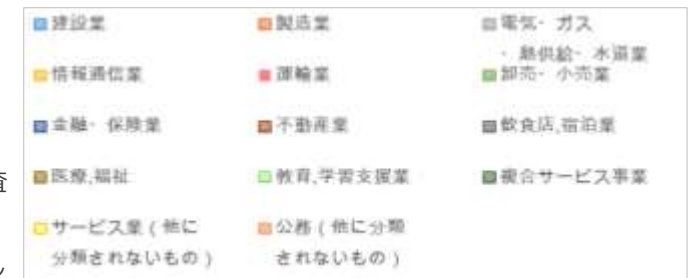 建設業 製造業 電気・ガス
・熱供給・水道業
情報通信業 運輸業 卸売・小売業
金融・保険業 不動産業 飲食店,宿泊業
医療,福祉 教育,学習支援業 複合サービス事業
サービス業(他に 公務(他に分類
分類されないもの) されないもの)